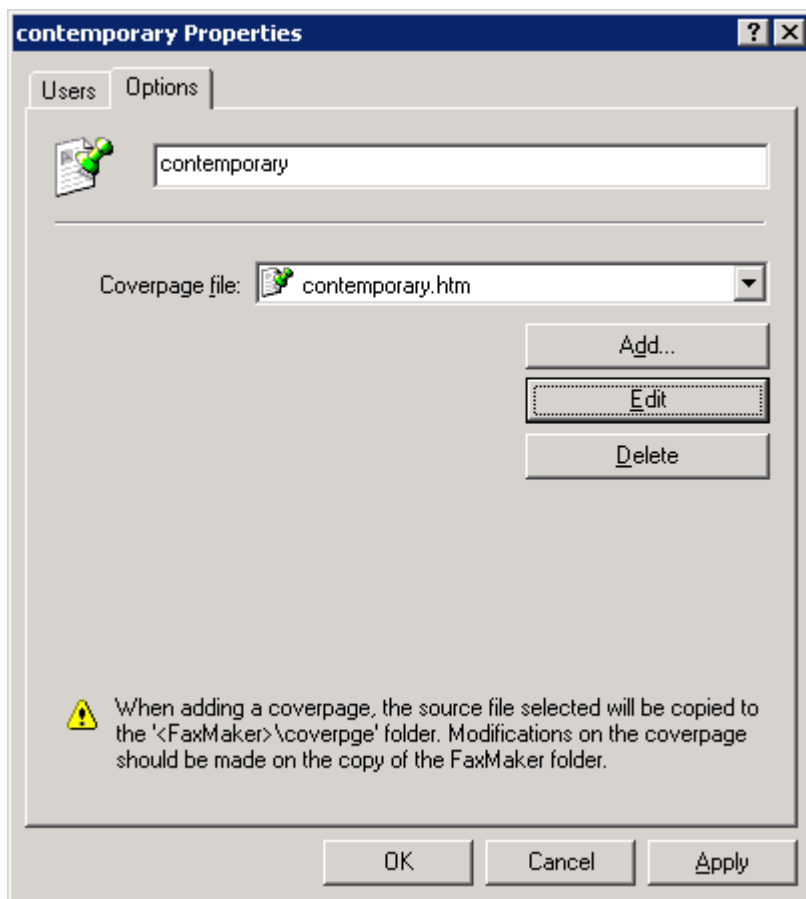 contemporary Properties
Users
Options
contemporary
Coverpage file:
contemporary.htm
Add...
Edit
Delete
When adding a coverpage, the source file selected will be copied to
the '<FaxMaker>\coverpge' folder. Modifications on the coverpage
should be made on the copy of the FaxMaker folder.
OK
Cancel
Apply